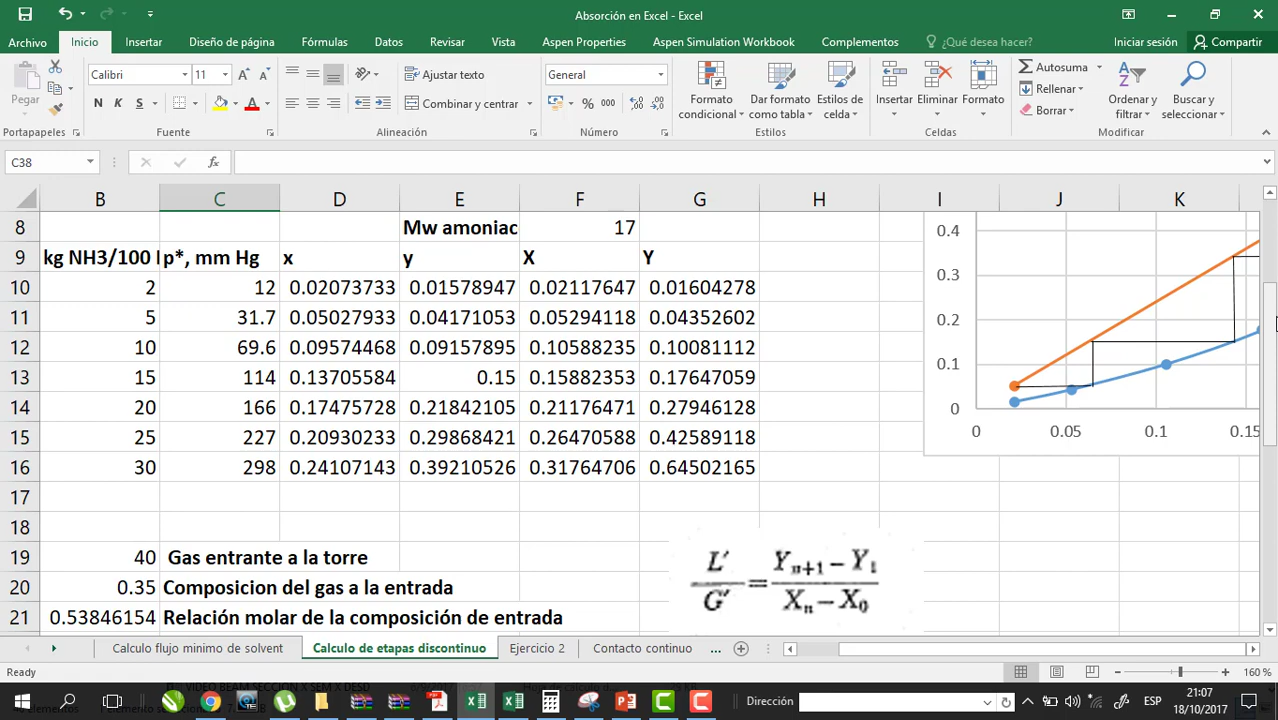 Absorción en Excel - Excel
Archivo Inicio Insertar Diseño de página Fórmulas Datos Revisar Vista Aspen Properties Aspen Simulation Workbook Complementos ¿Qué desea hacer? Iniciar sesión Compartir
Pegar
Calibri 11
N K S
Ajustar texto
Combinar y centrar
General
% 000
Formato condicional
Dar formato como tabla
Estilos de celda
Insertar Eliminar Formato
Autosuma
Rellenar
Borrar
Ordenar y filtrar
Buscar y seleccionar
Portapapeles Fuente Alineación Número Estilos Celdas Modificar
C38 fx
B C D E F G H I J K
8 Mw amoniac 17
9 kg NH3/100 p*, mm Hg x y X Y
10 2 12 0.02073733 0.01578947 0.02117647 0.01604278
11 5 31.7 0.05027933 0.04171053 0.05294118 0.04352602
12 10 69.6 0.09574468 0.09157895 0.10588235 0.10081112
13 15 114 0.13705584 0.15 0.15882353 0.17647059
14 20 166 0.17475728 0.21842105 0.21176471 0.27946128
15 25 227 0.20930233 0.29868421 0.26470588 0.42589118
16 30 298 0.24107143 0.39210526 0.31764706 0.64502165
17
18
19 40 Gas entrante a la torre
20 0.35 Composicion del gas a la entrada
21 0.53846154 Relación molar de la composición de entrada
0.4
0.3
0.2
0.1
0
0 0.05 0.1 0.15
L'/G' = (Yn+1 − Y1)/(Xn − X0)
Calculo flujo minimo de solvent Calculo de etapas discontinuo Ejercicio 2 Contacto continuo ...
Ready 160 %
Dirección ESP 21:07
18/10/2017